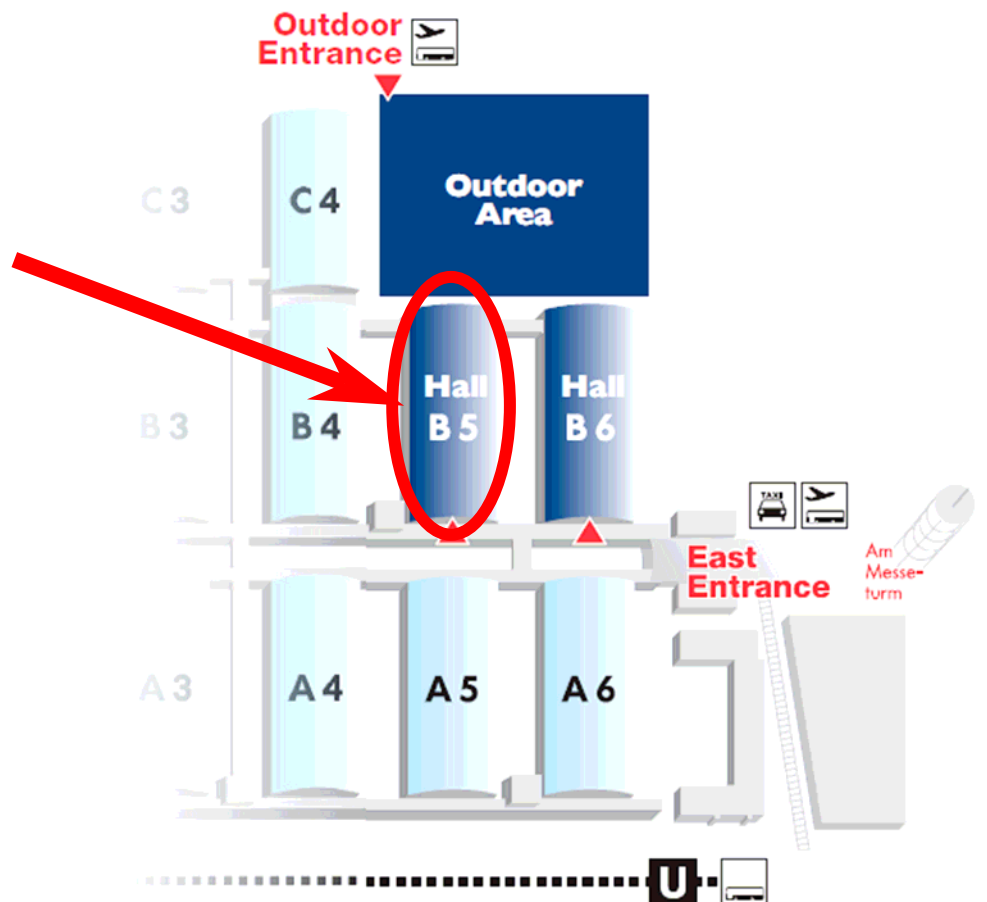 Outdoor
Entrance
Outdoor
Area
C 3
C 4
Hall
B 5
Hall
B 6
B 3
B 4
TAXI
East
Entrance
Am
Messe-
turm
A 3
A 4
A 5
A 6
U